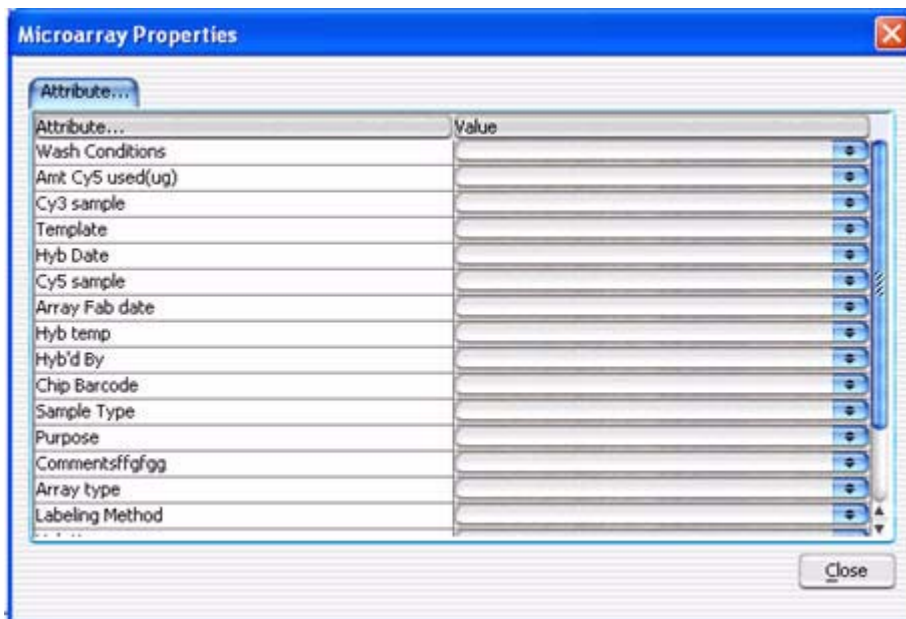 Microarray Properties
Attribute...
Attribute... Value
Wash Conditions
Amt Cy5 used(ug)
Cy3 sample
Template
Hyb Date
Cy5 sample
Array Fab date
Hyb temp
Hyb'd By
Chip Barcode
Sample Type
Purpose
Commentsffgfgg
Array type
Labeling Method
Close